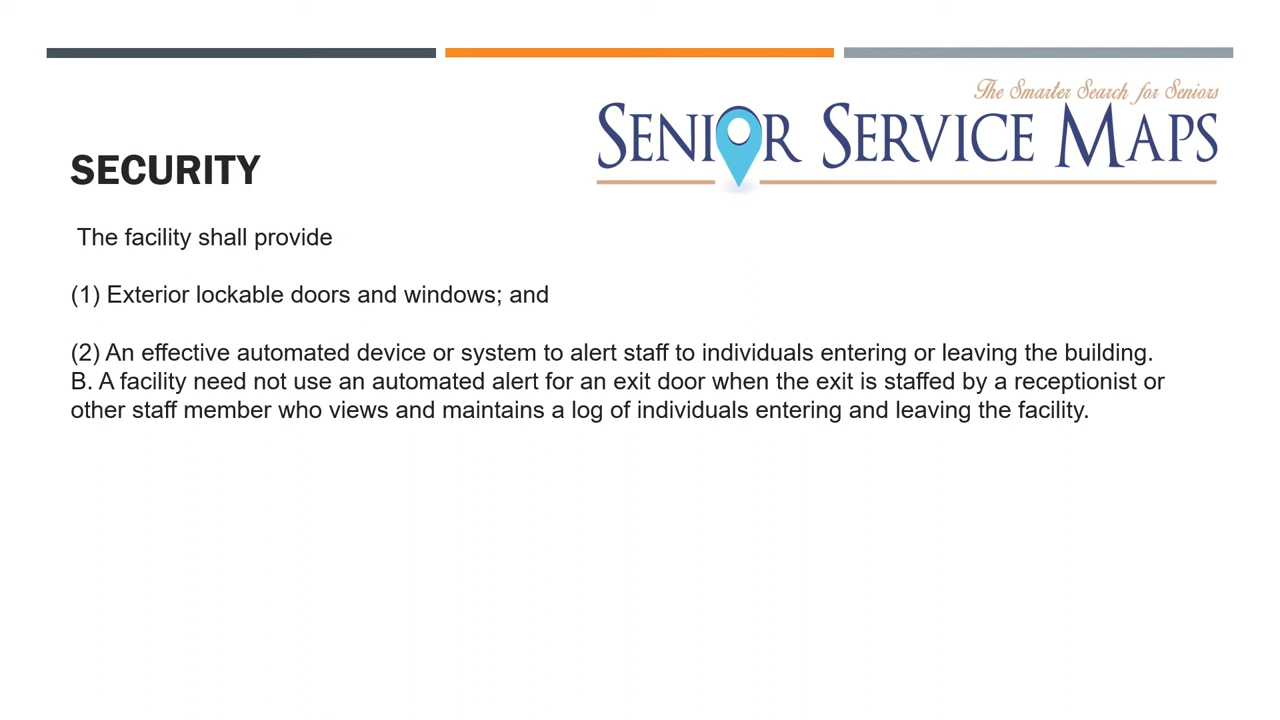 The Smarter Search for Seniors
SENIOR SERVICE MAPS
SECURITY
The facility shall provide
(1) Exterior lockable doors and windows; and
(2) An effective automated device or system to alert staff to individuals entering or leaving the building.
B. A facility need not use an automated alert for an exit door when the exit is staffed by a receptionist or
other staff member who views and maintains a log of individuals entering and leaving the facility.